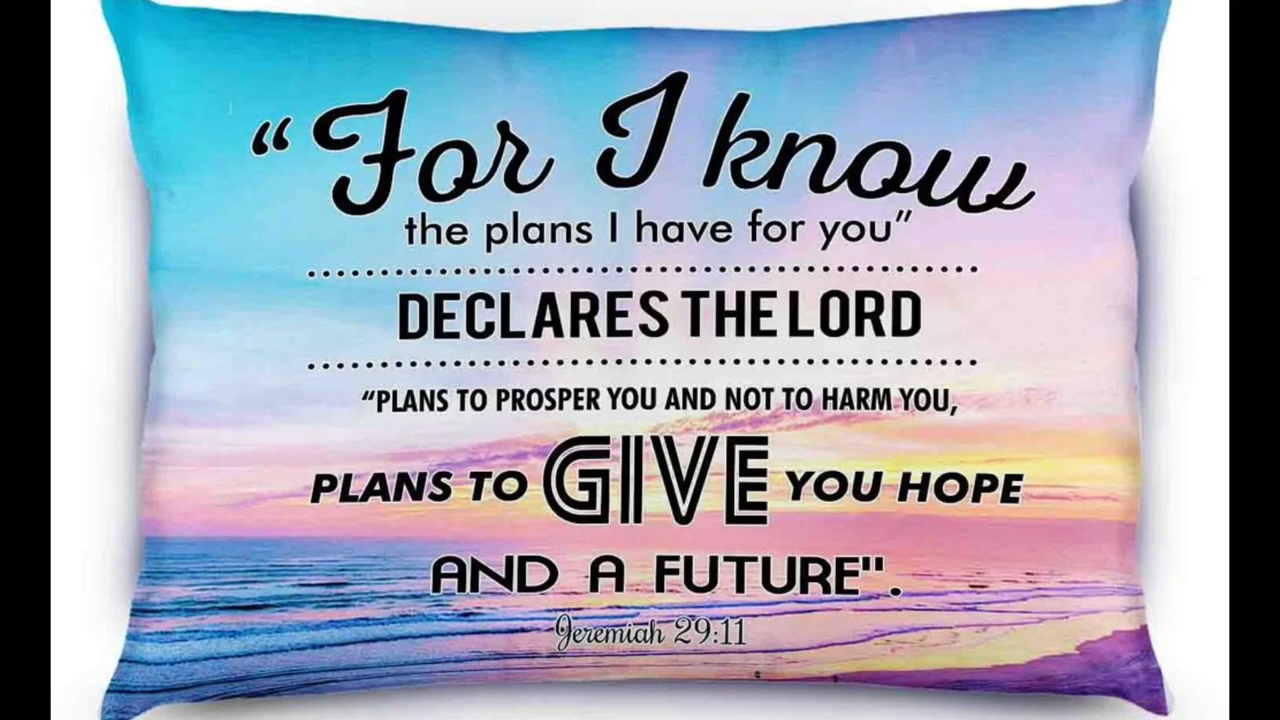 “For I know
the plans I have for you”
DECLARES THE LORD
“PLANS TO PROSPER YOU AND NOT TO HARM YOU,
PLANS TO GIVE YOU HOPE
AND A FUTURE".
Jeremiah 29:11